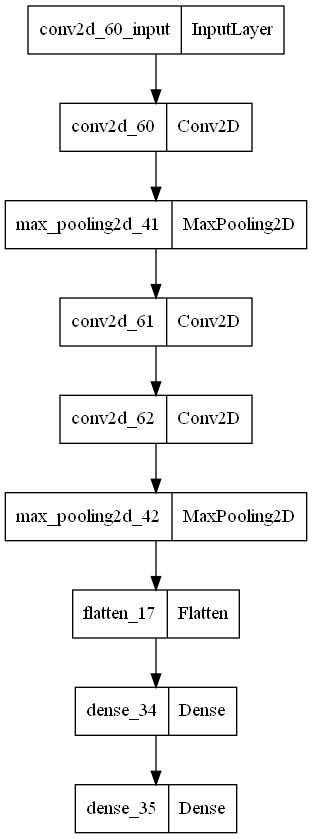 conv2d_60_input InputLayer
conv2d_60 Conv2D
max_pooling2d_41 MaxPooling2D
conv2d_61 Conv2D
conv2d_62 Conv2D
max_pooling2d_42 MaxPooling2D
flatten_17 Flatten
dense_34 Dense
dense_35 Dense